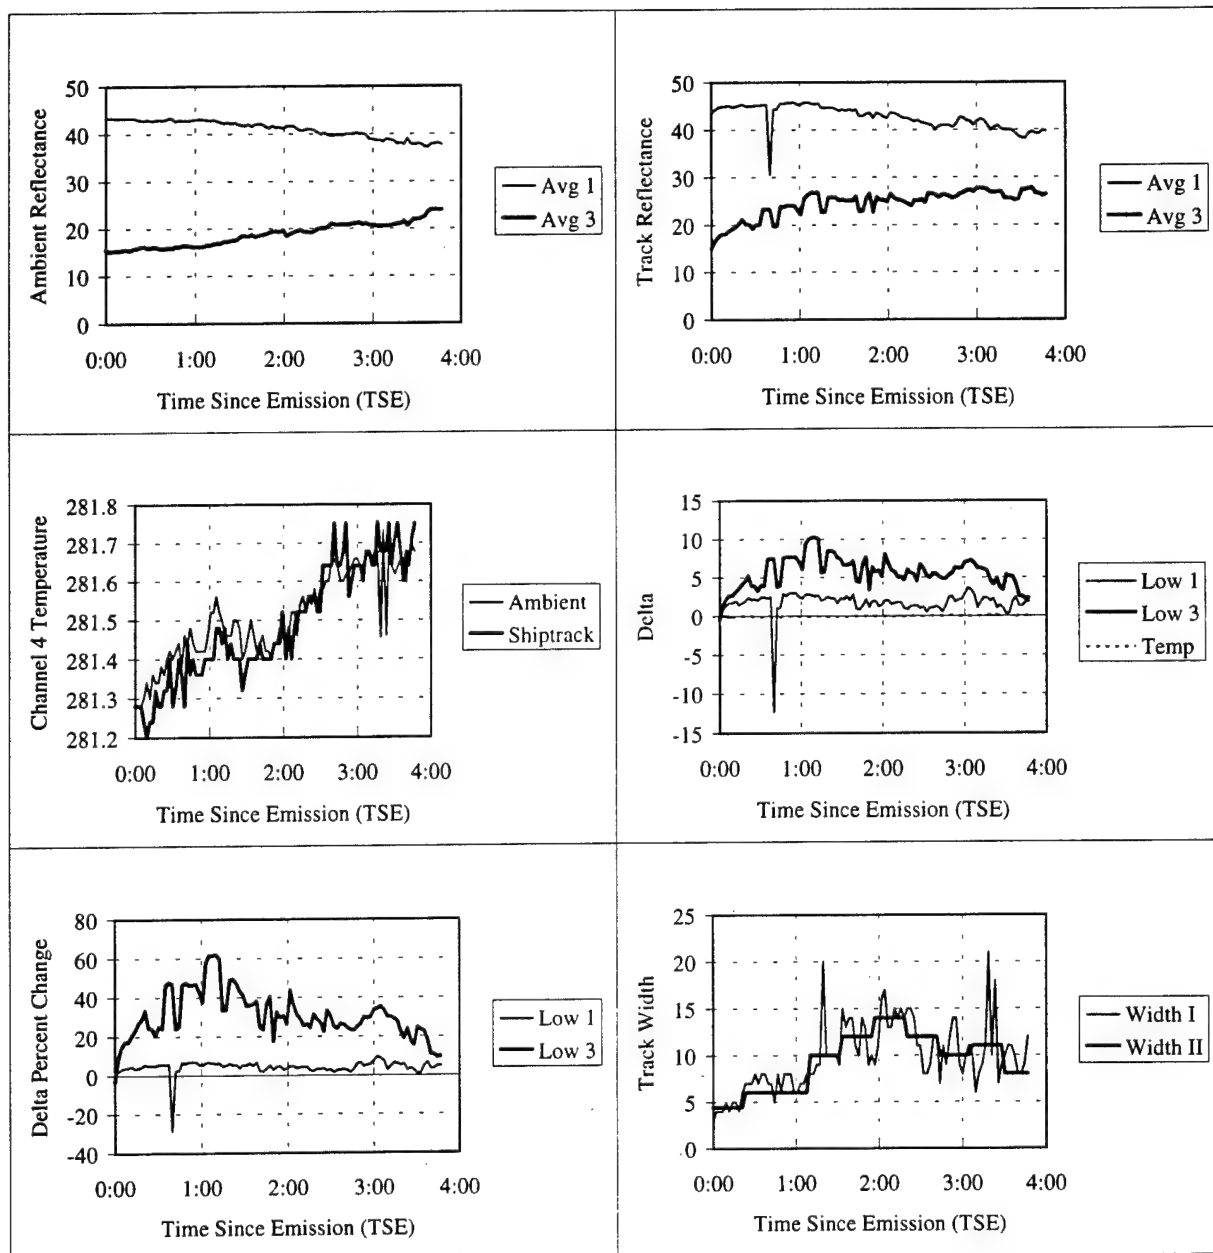 50
40
30
20
10
0
Ambient Reflectance
0:00 1:00 2:00 3:00 4:00
Time Since Emission (TSE)
Avg 1
Avg 3
50
40
30
20
10
0
Track Reflectance
0:00 1:00 2:00 3:00 4:00
Time Since Emission (TSE)
Avg 1
Avg 3
281.8
281.7
281.6
281.5
281.4
281.3
281.2
Channel 4 Temperature
0:00 1:00 2:00 3:00 4:00
Time Since Emission (TSE)
Ambient
Shiptrack
15
10
5
0
-5
-10
-15
Delta
0:00 1:00 2:00 3:00 4:00
Time Since Emission (TSE)
Low 1
Low 3
Temp
80
60
40
20
0
-20
-40
Delta Percent Change
0:00 1:00 2:00 3:00 4:00
Time Since Emission (TSE)
Low 1
Low 3
25
20
15
10
5
0
Track Width
0:00 1:00 2:00 3:00 4:00
Time Since Emission (TSE)
Width I
Width II